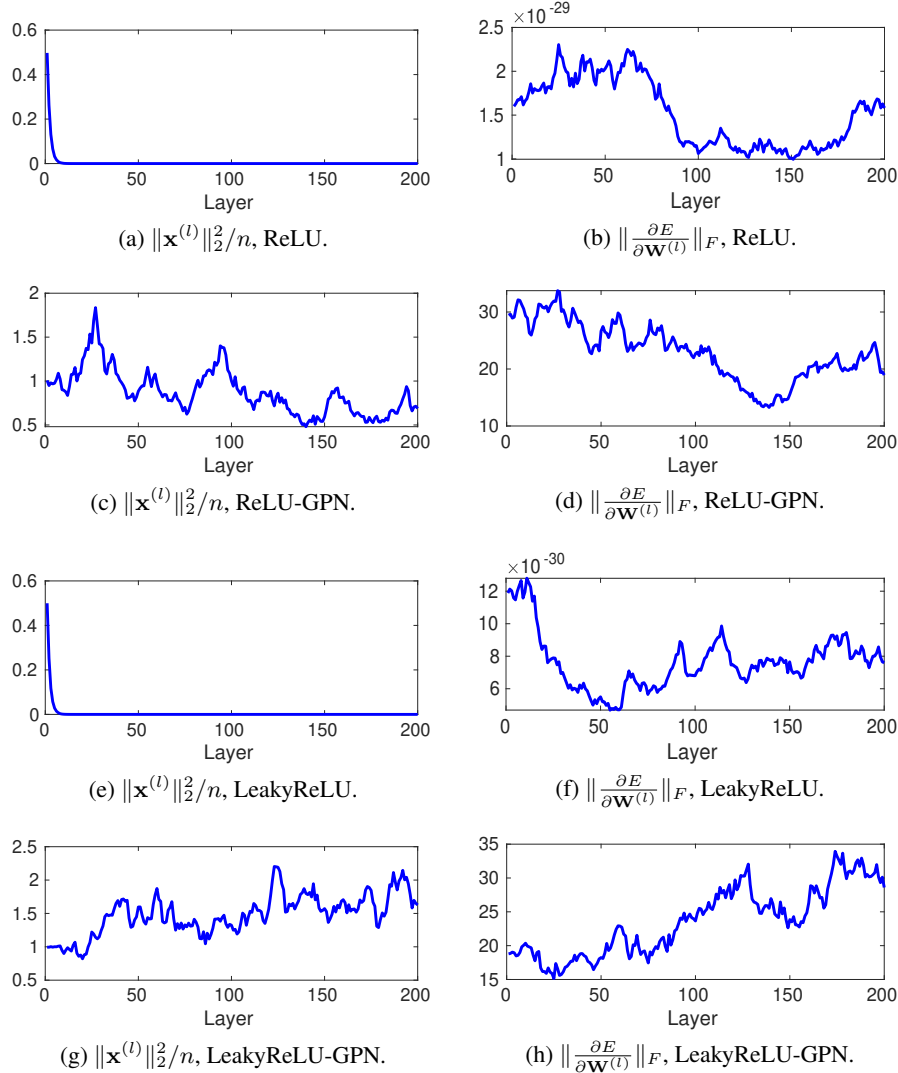 0.6
0.4
0.2
0
0 50 100 150 200
Layer
(a) ‖x^(l)‖₂²/n, ReLU.
×10^-29
2.5
2
1.5
1
0 50 100 150 200
Layer
(b) ‖∂E/∂W^(l)‖_F, ReLU.
2
1.5
1
0.5
0 50 100 150 200
Layer
(c) ‖x^(l)‖₂²/n, ReLU-GPN.
30
20
10
0 50 100 150 200
Layer
(d) ‖∂E/∂W^(l)‖_F, ReLU-GPN.
0.6
0.4
0.2
0
0 50 100 150 200
Layer
(e) ‖x^(l)‖₂²/n, LeakyReLU.
×10^-30
12
10
8
6
0 50 100 150 200
Layer
(f) ‖∂E/∂W^(l)‖_F, LeakyReLU.
2.5
2
1.5
1
0.5
0 50 100 150 200
Layer
(g) ‖x^(l)‖₂²/n, LeakyReLU-GPN.
35
30
25
20
15
0 50 100 150 200
Layer
(h) ‖∂E/∂W^(l)‖_F, LeakyReLU-GPN.